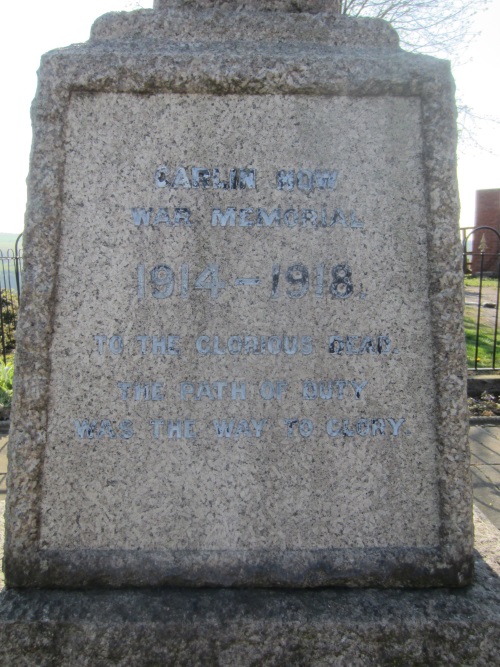 CARLIN HOW
WAR MEMORIAL
1914-1918.
TO THE GLORIOUS DEAD.
THE PATH OF DUTY
WAS THE WAY TO GLORY.